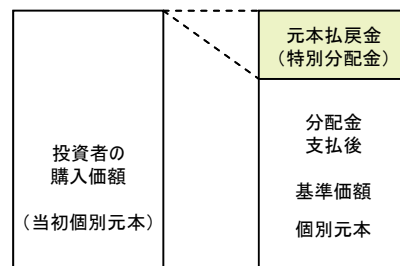 投資者の
購入価額
（当初個別元本）
元本払戻金
（特別分配金）
分配金
支払後
基準価額
個別元本